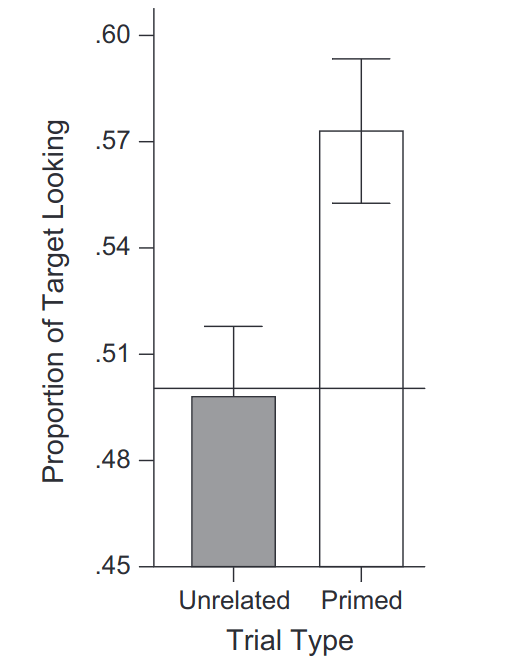 Proportion of Target Looking
.60
.57
.54
.51
.48
.45
Unrelated Primed
Trial Type